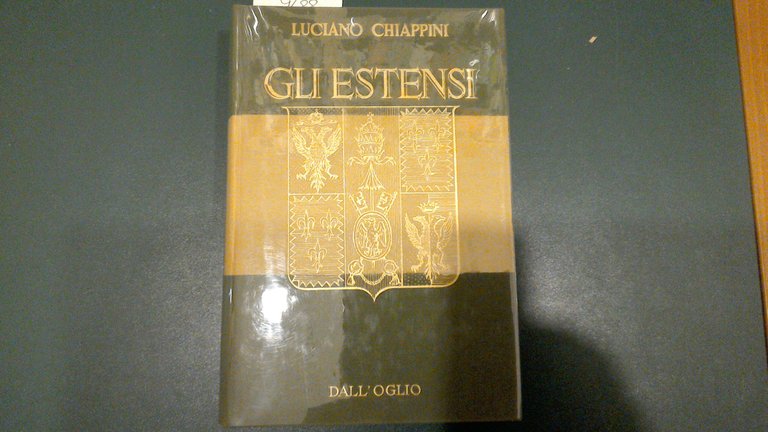 LUCIANO CHIAPPINI
GLI ESTENSI
DALL'OGLIO